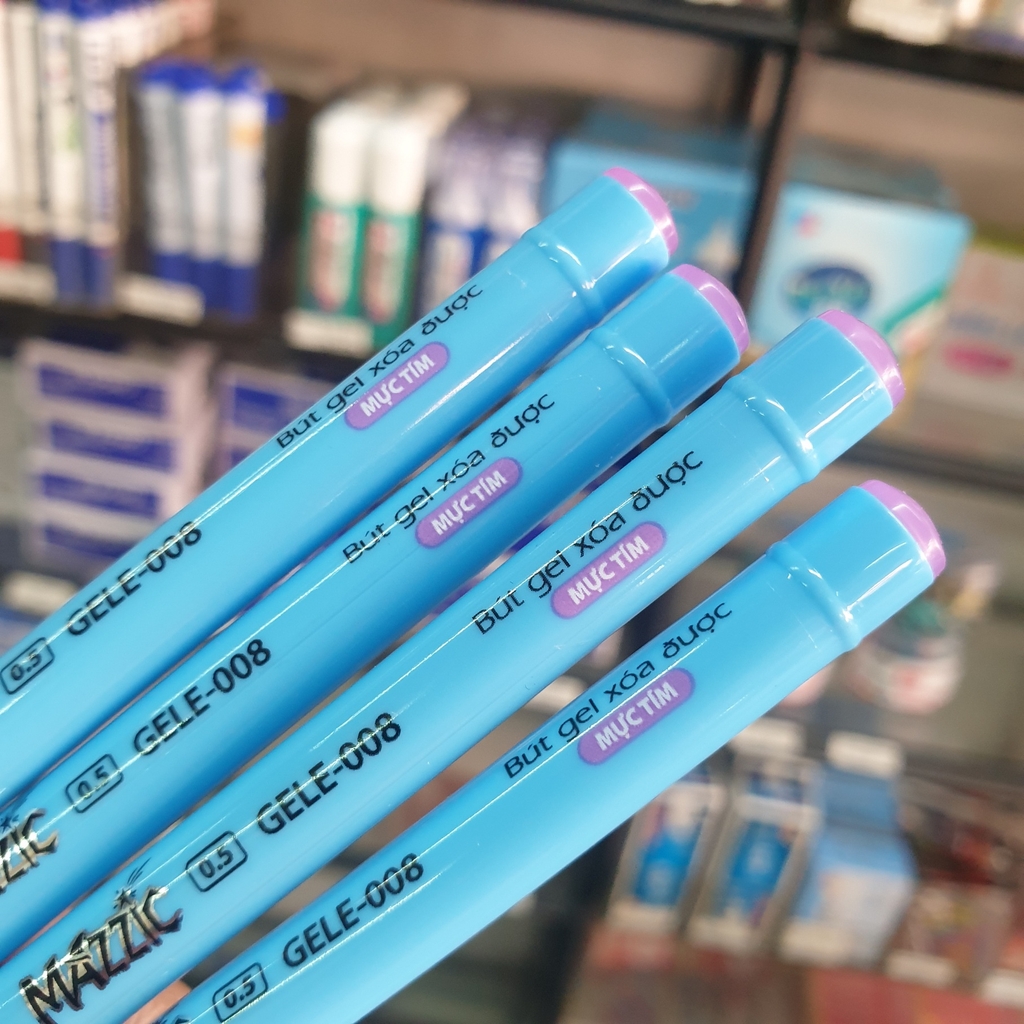 Bút gel xóa được
MỰC TÍM
GELE-008
0.5
Bút gel xóa được
MỰC TÍM
GELE-008
0.5
ZIC
Bút gel xóa được
MỰC TÍM
GELE-008
0.5
MAZZIC
Bút gel xóa được
MỰC TÍM
GELE-008
0.5